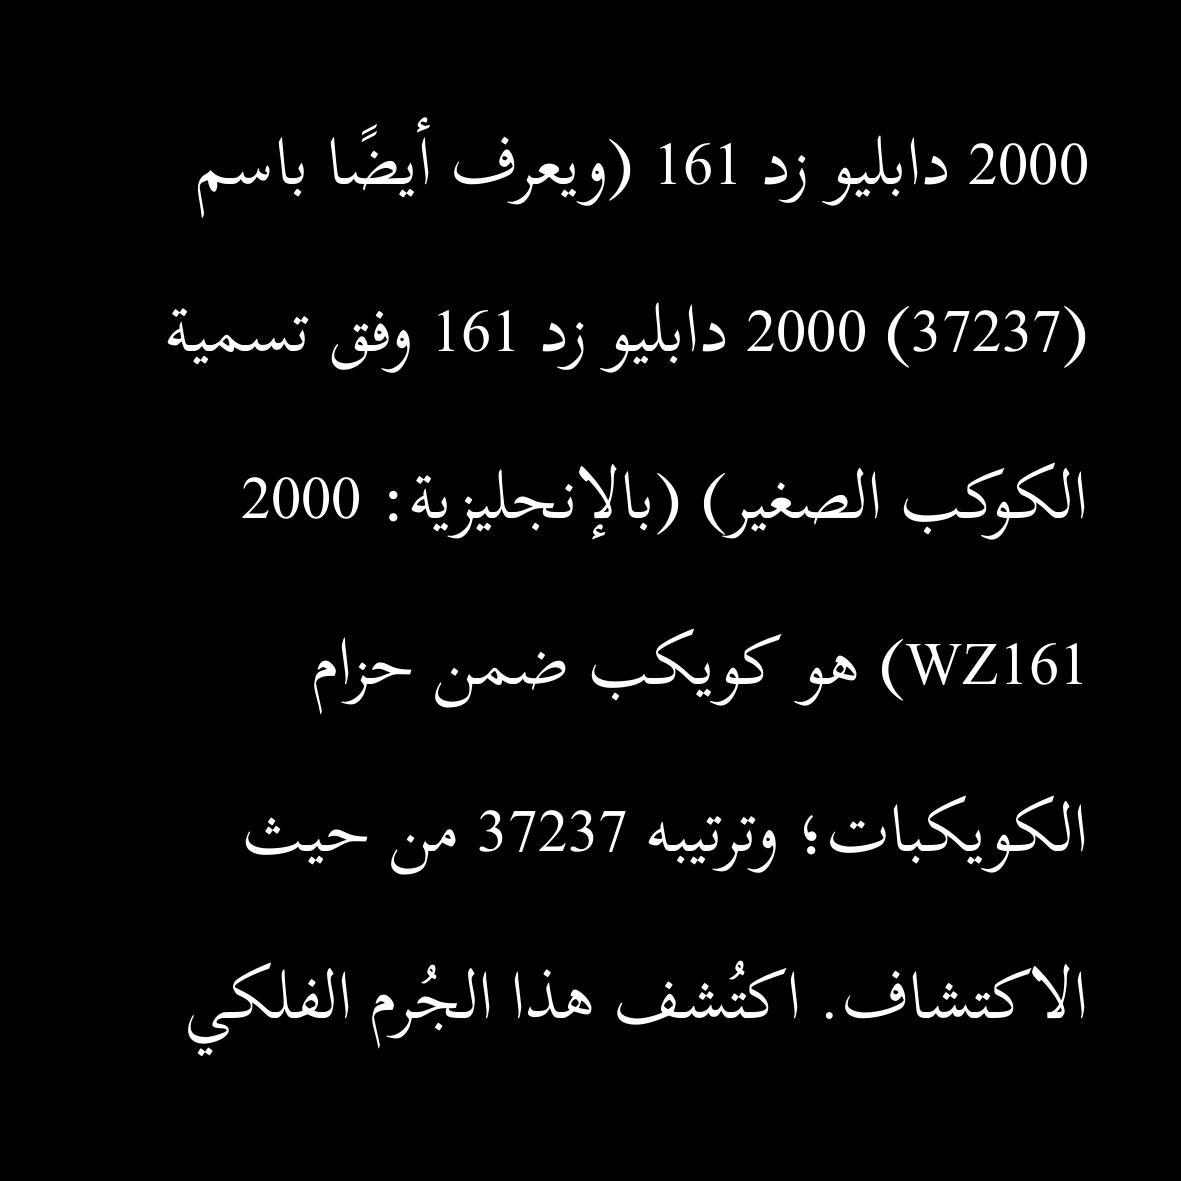 2000 دابليو زد 161 (ويعرف أيضًا باسم
(37237) 2000 دابليو زد 161 وفق تسمية
الكوكب الصغير) (بالإنجليزية: 2000
WZ161) هو كويكب ضمن حزام
الكويكبات؛ وترتيبه 37237 من حيث
الاكتشاف. اكتُشف هذا الجُرم الفلكي